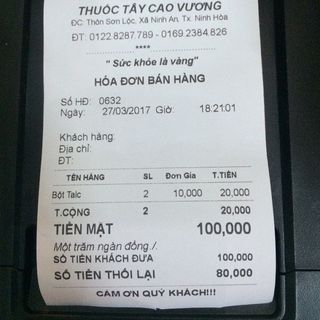 THUỐC TÂY CAO VƯƠNG
ĐC: Thôn Sơn Lộc, Xã Ninh An, Tx. Ninh Hòa
ĐT: 0122.8287.789 - 0169.2384.826
****
" Sức khỏe là vàng"
HÓA ĐƠN BÁN HÀNG
Số HĐ: 0632
Ngày: 27/03/2017 Giờ: 18:21:01
Khách hàng:
Địa chỉ:
ĐT:
TÊN HÀNG SL Đơn Giá T.TIỀN
Bột Talc 2 10,000 20,000
T.CỘNG 2 20,000
TIỀN MẶT 100,000
Một trăm ngàn đồng./.
SỐ TIỀN KHÁCH ĐƯA 100,000
SỐ TIỀN THỐI LẠI 80,000
CÁM ƠN QUÝ KHÁCH!!!